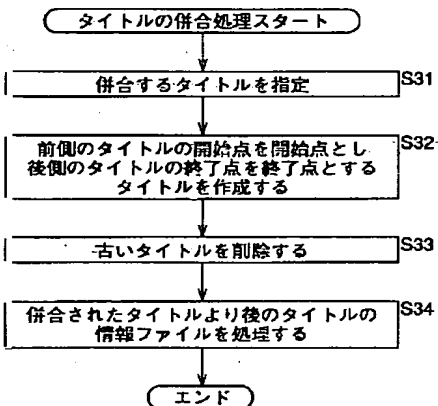 タイトルの併合処理スタート
併合するタイトルを指定
S31
前側のタイトルの開始点を開始点とし
後側のタイトルの終了点を終了点とする
タイトルを作成する
S32
古いタイトルを削除する
S33
併合されたタイトルより後のタイトルの
情報ファイルを処理する
S34
エンド